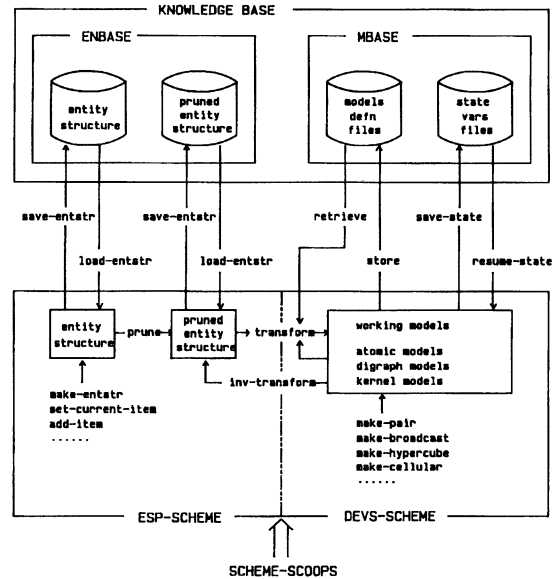 KNOWLEDGE BASE
ENBASE
MBASE
entity
structure
pruned
entity
structure
models
defn
files
state
vars
files
save-entstr
save-entstr
retrieve
save-state
load-entstr
load-entstr
store
resume-state
entity
structure
prune
pruned
entity
structure
transform
working models
atomic models
digraph models
kernel models
inv-transform
make-entstr
set-current-item
add-item
......
make-pair
make-broadcast
make-hypercube
make-cellular
......
ESP-SCHEME
DEVS-SCHEME
SCHEME-SCOOPS